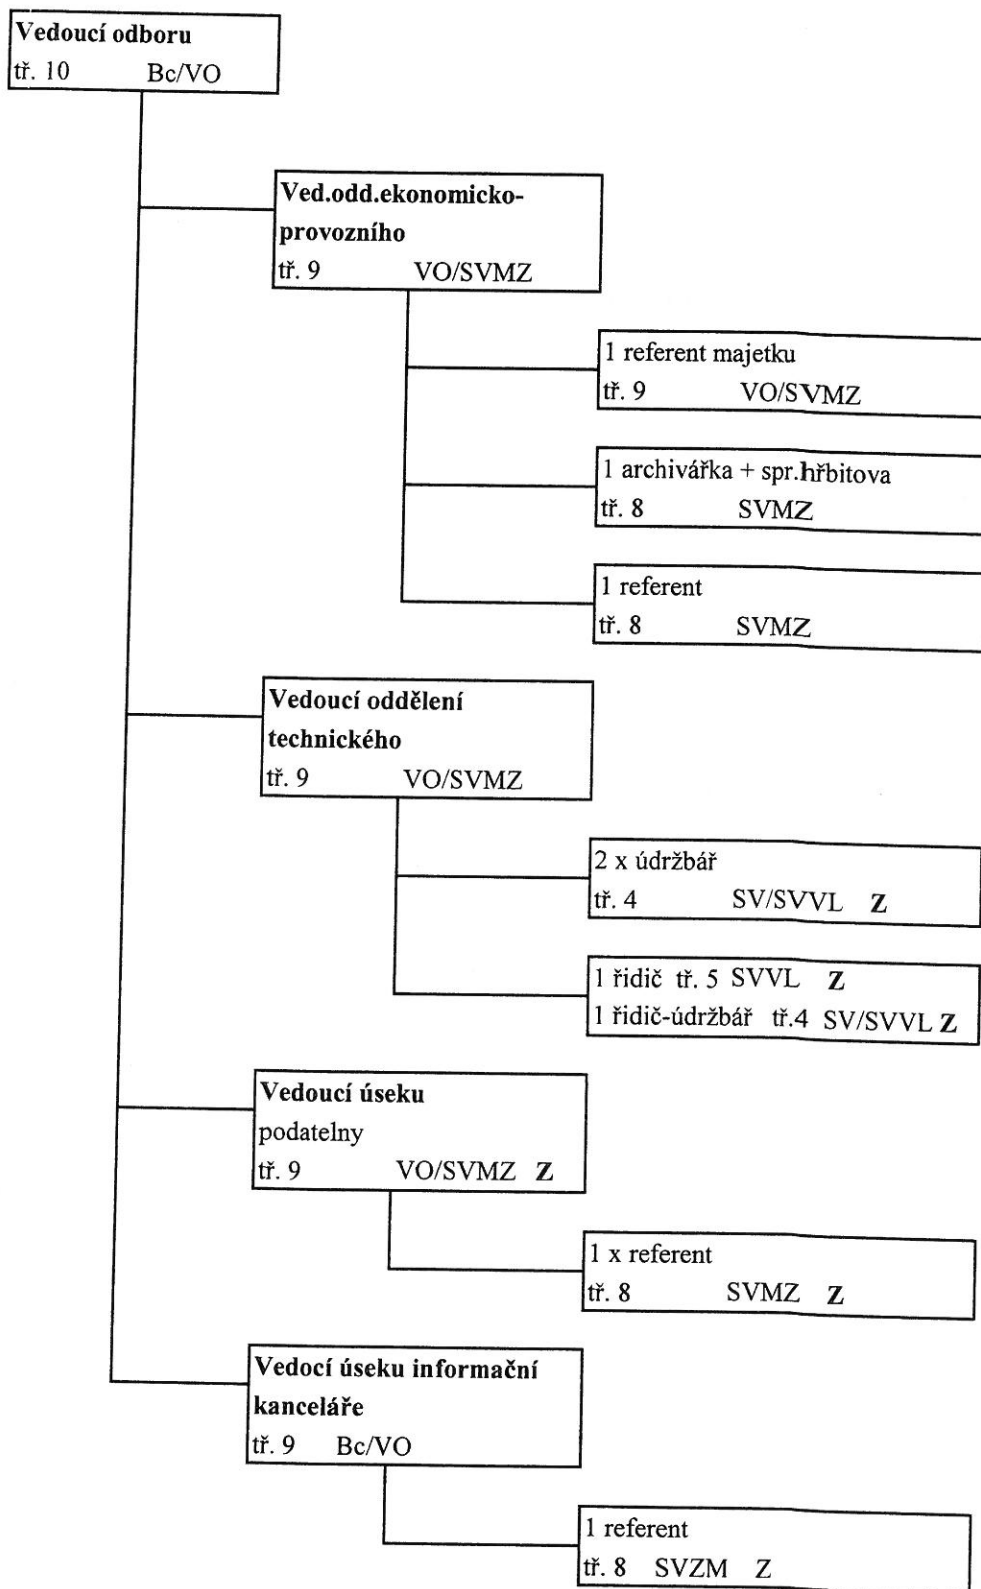 Vedoucí odboru
tř. 10 Bc/VO
Ved.odd.ekonomicko-
provozního
tř. 9 VO/SVMZ
1 referent majetku
tř. 9 VO/SVMZ
1 archivářka + spr.hřbitova
tř. 8 SVMZ
1 referent
tř. 8 SVMZ
Vedoucí oddělení
technického
tř. 9 VO/SVMZ
2 x údržbář
tř. 4 SV/SVVL Z
1 řidič tř. 5 SVVL Z
1 řidič-údržbář tř.4 SV/SVVL Z
Vedoucí úseku
podatelny
tř. 9 VO/SVMZ Z
1 x referent
tř. 8 SVMZ Z
Vedocí úseku informační
kanceláře
tř. 9 Bc/VO
1 referent
tř. 8 SVZM Z